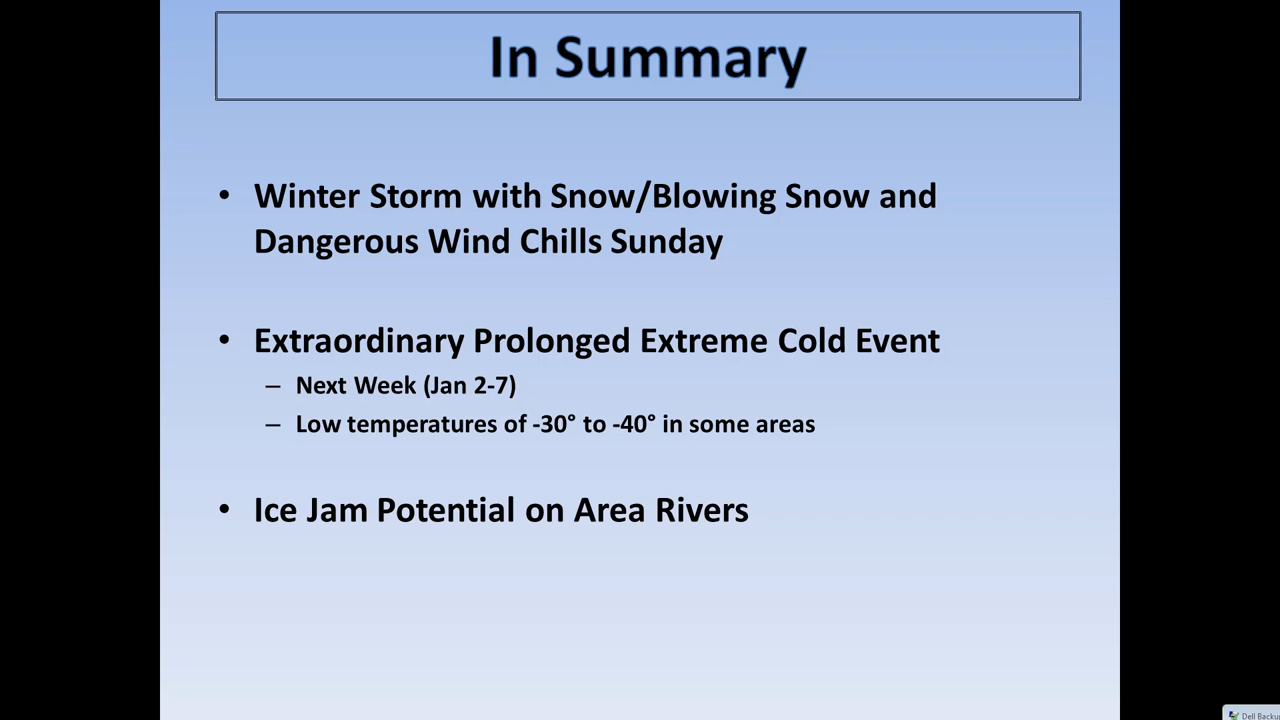 In Summary
• Winter Storm with Snow/Blowing Snow and
Dangerous Wind Chills Sunday
• Extraordinary Prolonged Extreme Cold Event
– Next Week (Jan 2-7)
– Low temperatures of -30° to -40° in some areas
• Ice Jam Potential on Area Rivers
Dell